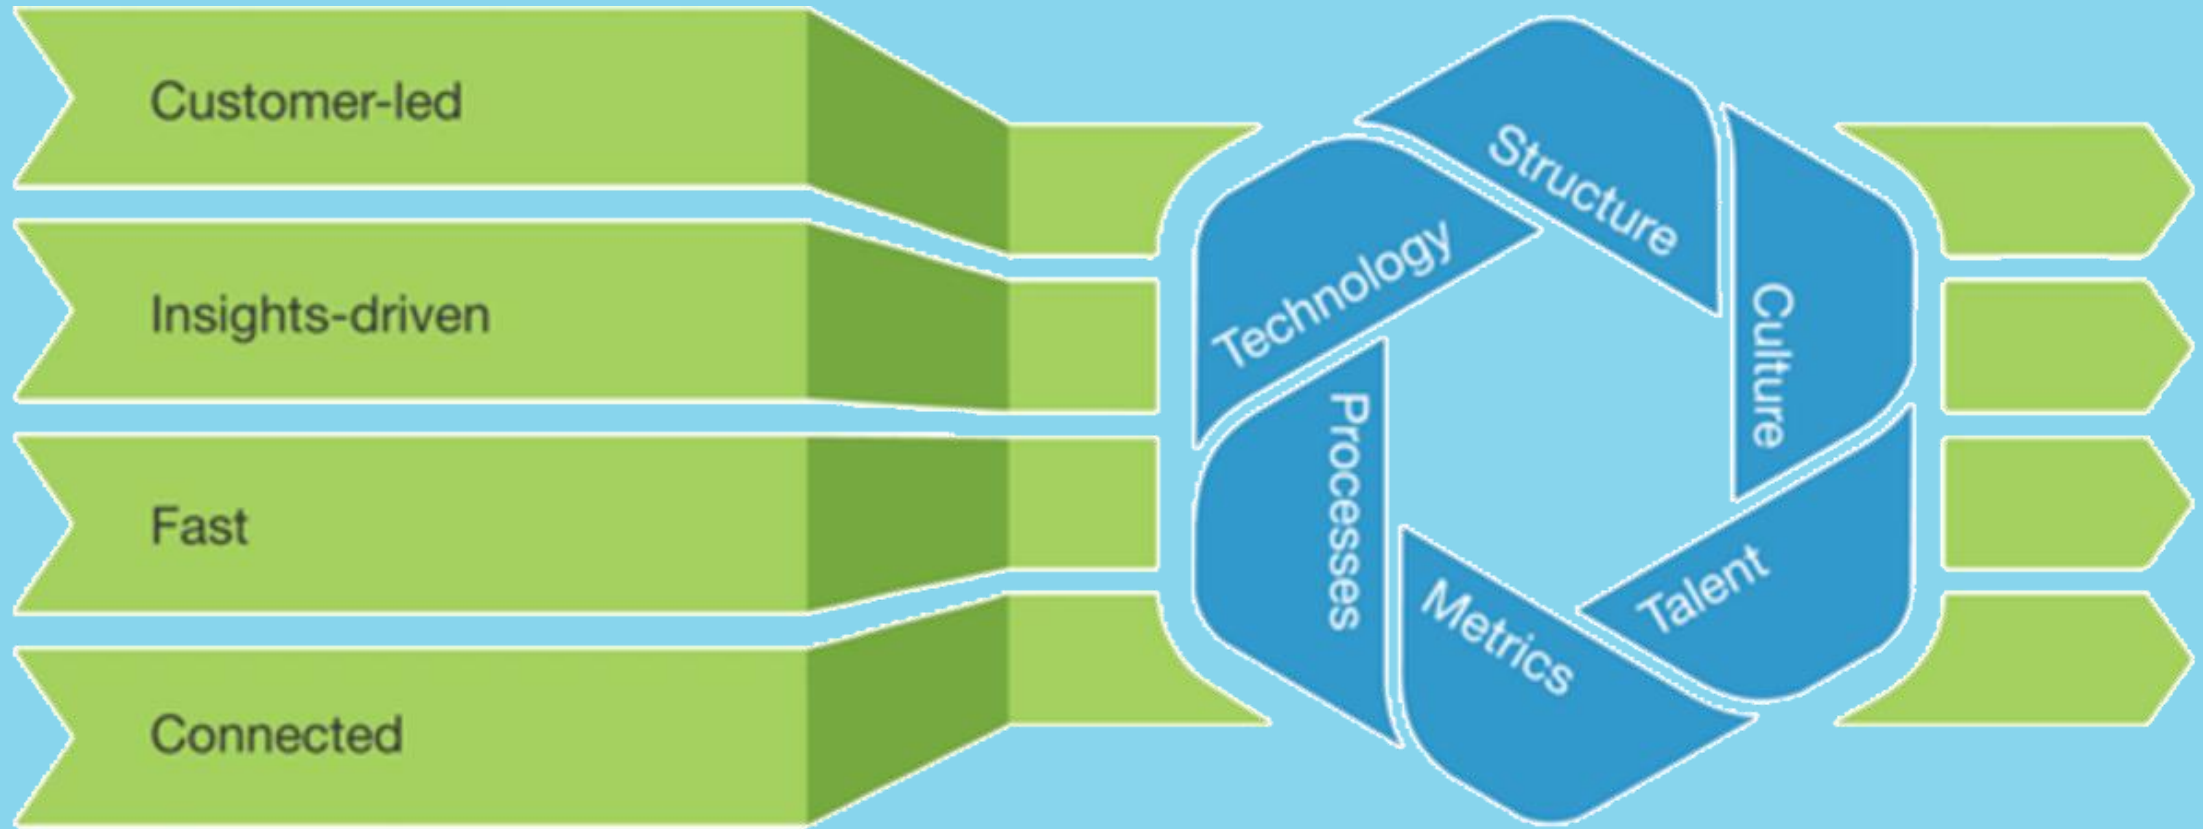 Customer-led
Insights-driven
Fast
Connected
Structure
Culture
Talent
Metrics
Processes
Technology